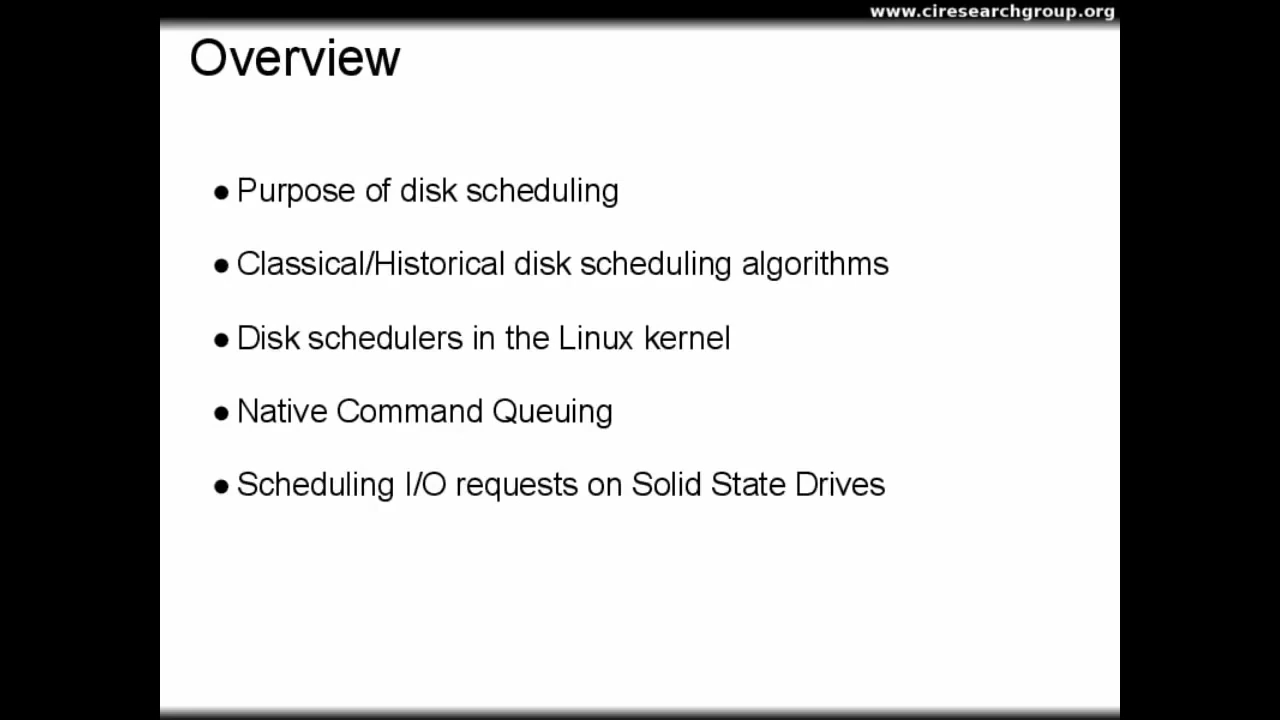 www.ciresearchgroup.org
Overview
● Purpose of disk scheduling
● Classical/Historical disk scheduling algorithms
● Disk schedulers in the Linux kernel
● Native Command Queuing
● Scheduling I/O requests on Solid State Drives